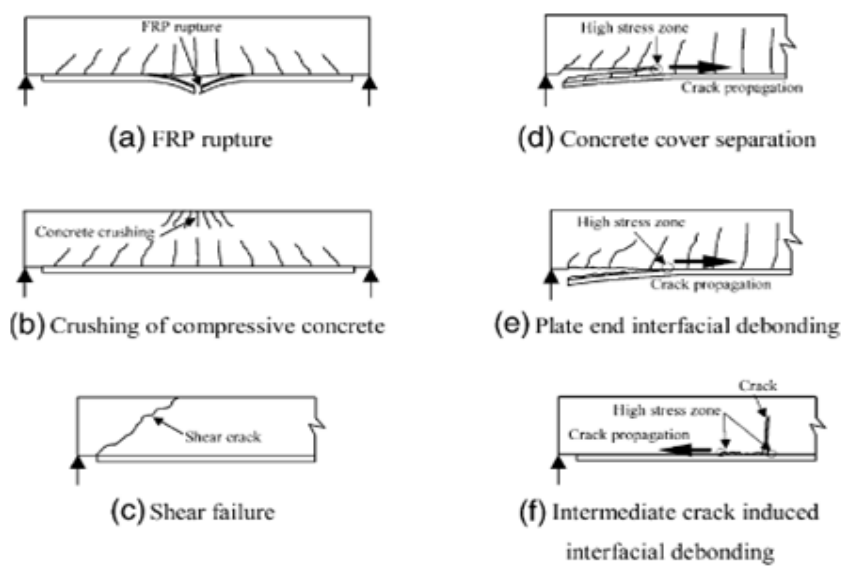 FRP rupture
(a) FRP rupture
Concrete crushing
(b) Crushing of compressive concrete
Shear crack
(c) Shear failure
High stress zone
Crack propagation
(d) Concrete cover separation
High stress zone
Crack propagation
(e) Plate end interfacial debonding
Crack
High stress zone
Crack propagation
(f) Intermediate crack induced
interfacial debonding